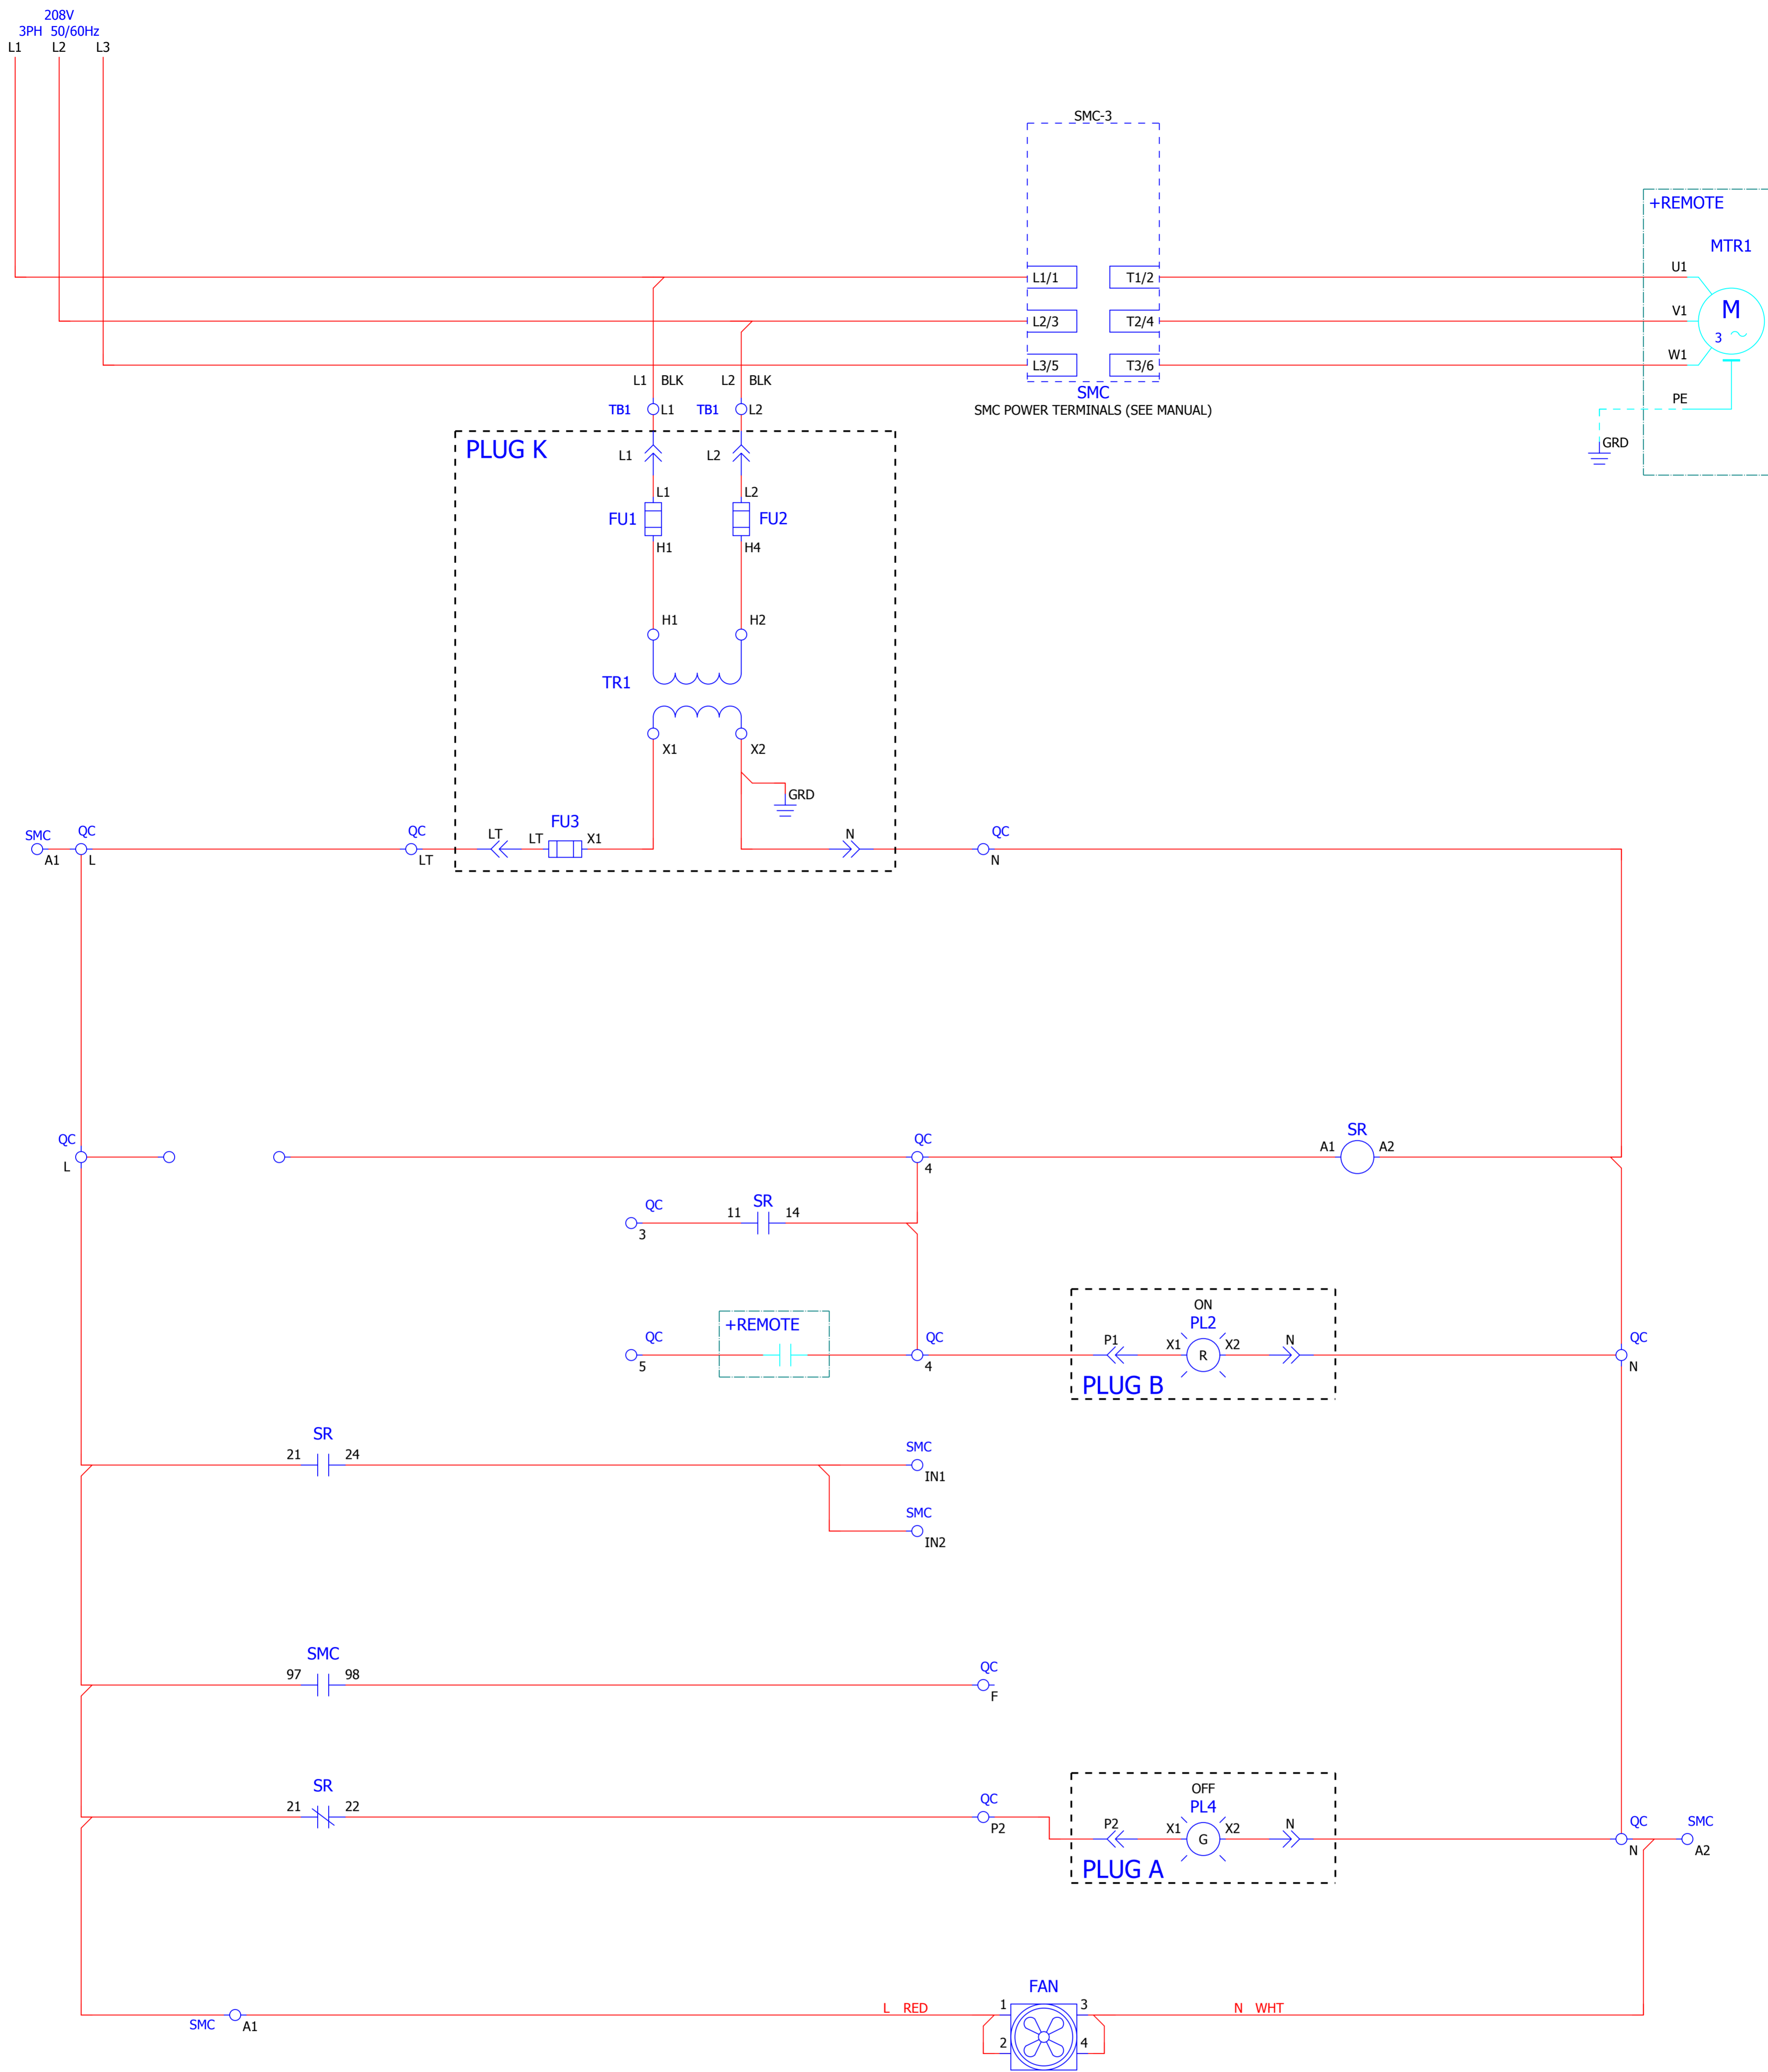 208V
3PH 50/60Hz
L1 L2 L3
SMC-3
+REMOTE
MTR1
L1/1 T1/2 U1
L2/3 T2/4 V1
M
3
L3/5 T3/6 W1
L1 BLK L2 BLK
SMC
TB1 L1 TB1 L2
SMC POWER TERMINALS (SEE MANUAL)
PE
GRD
PLUG K
L1 L2
L1 L2
FU1 FU2
H1 H4
H1 H2
TR1
X1 X2
GRD
SMC QC QC LT FU3 N QC
LT X1
A1 L LT N
QC QC SR
A1 A2
L 4
QC SR
11 14
3
ON
+REMOTE PL2
QC QC P1 X1 X2 N QC
R
5 4 N
PLUG B
SR SMC
21 24
IN1
SMC
IN2
SMC QC
97 98
F
SR OFF
21 22 QC PL4
P2 P2 X1 X2 N QC SMC
G
N A2
PLUG A
FAN
L RED 1 3 N WHT
SMC A1
2 4